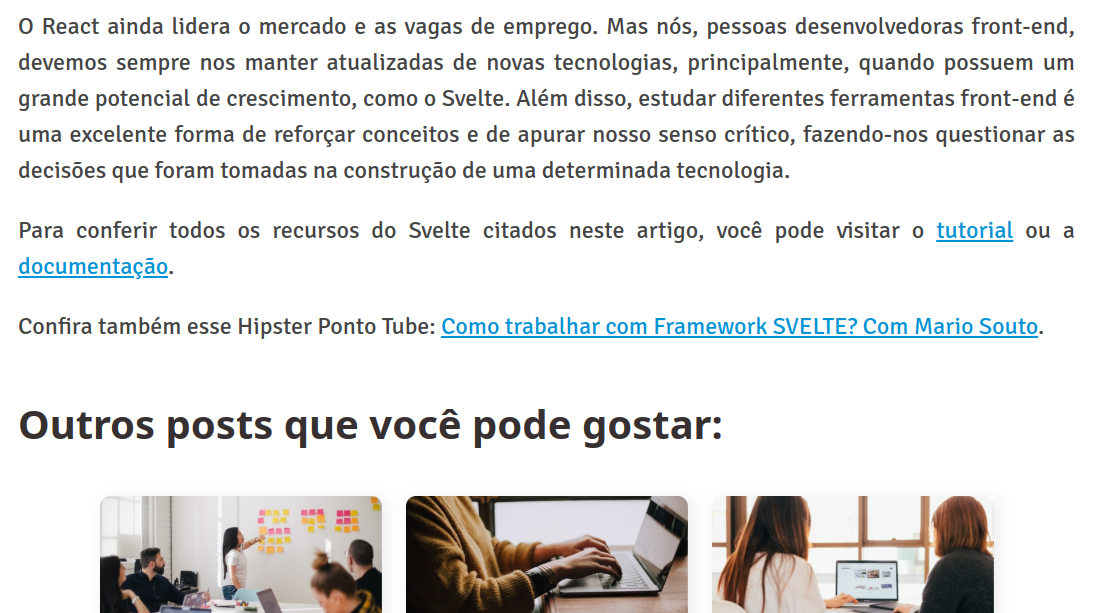 O React ainda lidera o mercado e as vagas de emprego. Mas nós, pessoas desenvolvedoras front-end,
devemos sempre nos manter atualizadas de novas tecnologias, principalmente, quando possuem um
grande potencial de crescimento, como o Svelte. Além disso, estudar diferentes ferramentas front-end é
uma excelente forma de reforçar conceitos e de apurar nosso senso crítico, fazendo-nos questionar as
decisões que foram tomadas na construção de uma determinada tecnologia.
Para conferir todos os recursos do Svelte citados neste artigo, você pode visitar o tutorial ou a
documentação.
Confira também esse Hipster Ponto Tube: Como trabalhar com Framework SVELTE? Com Mario Souto.
Outros posts que você pode gostar: